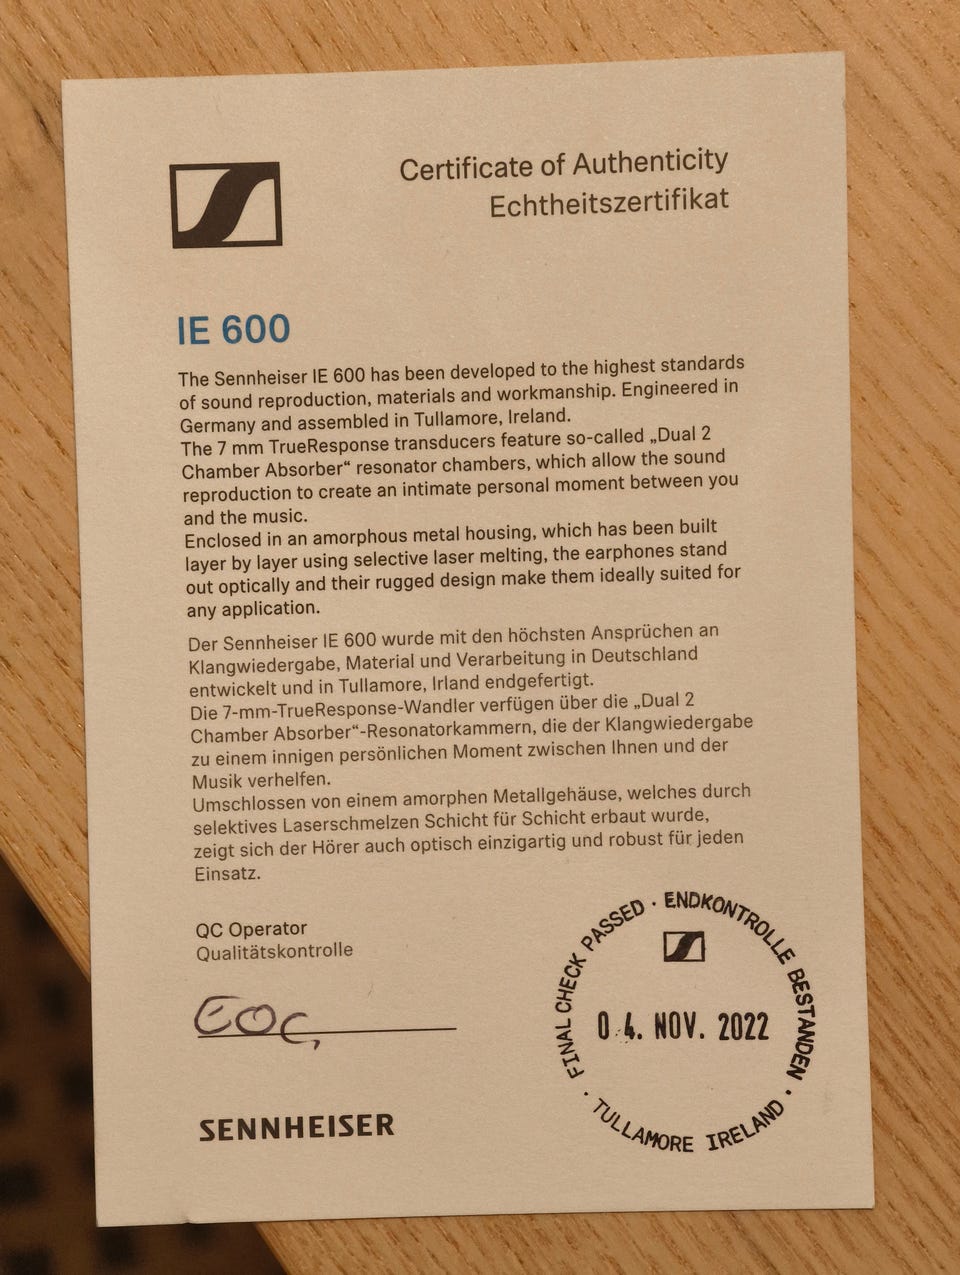 Certificate of Authenticity
Echtheitszertifikat
IE 600
The Sennheiser IE 600 has been developed to the highest standards
of sound reproduction, materials and workmanship. Engineered in
Germany and assembled in Tullamore, Ireland.
The 7 mm TrueResponse transducers feature so-called „Dual 2
Chamber Absorber“ resonator chambers, which allow the sound
reproduction to create an intimate personal moment between you
and the music.
Enclosed in an amorphous metal housing, which has been built
layer by layer using selective laser melting, the earphones stand
out optically and their rugged design make them ideally suited for
any application.
Der Sennheiser IE 600 wurde mit den höchsten Ansprüchen an
Klangwiedergabe, Material und Verarbeitung in Deutschland
entwickelt und in Tullamore, Irland endgefertigt.
Die 7-mm-TrueResponse-Wandler verfügen über die „Dual 2
Chamber Absorber“-Resonatorkammern, die der Klangwiedergabe
zu einem innigen persönlichen Moment zwischen Ihnen und der
Musik verhelfen.
Umschlossen von einem amorphen Metallgehäuse, welches durch
selektives Laserschmelzen Schicht für Schicht erbaut wurde,
zeigt sich der Hörer auch optisch einzigartig und robust für jeden
Einsatz.
QC Operator
Qualitätskontrolle
SENNHEISER
FINAL CHECK PASSED · ENDKONTROLLE BESTANDEN
04. NOV. 2022
· TULLAMORE IRELAND ·